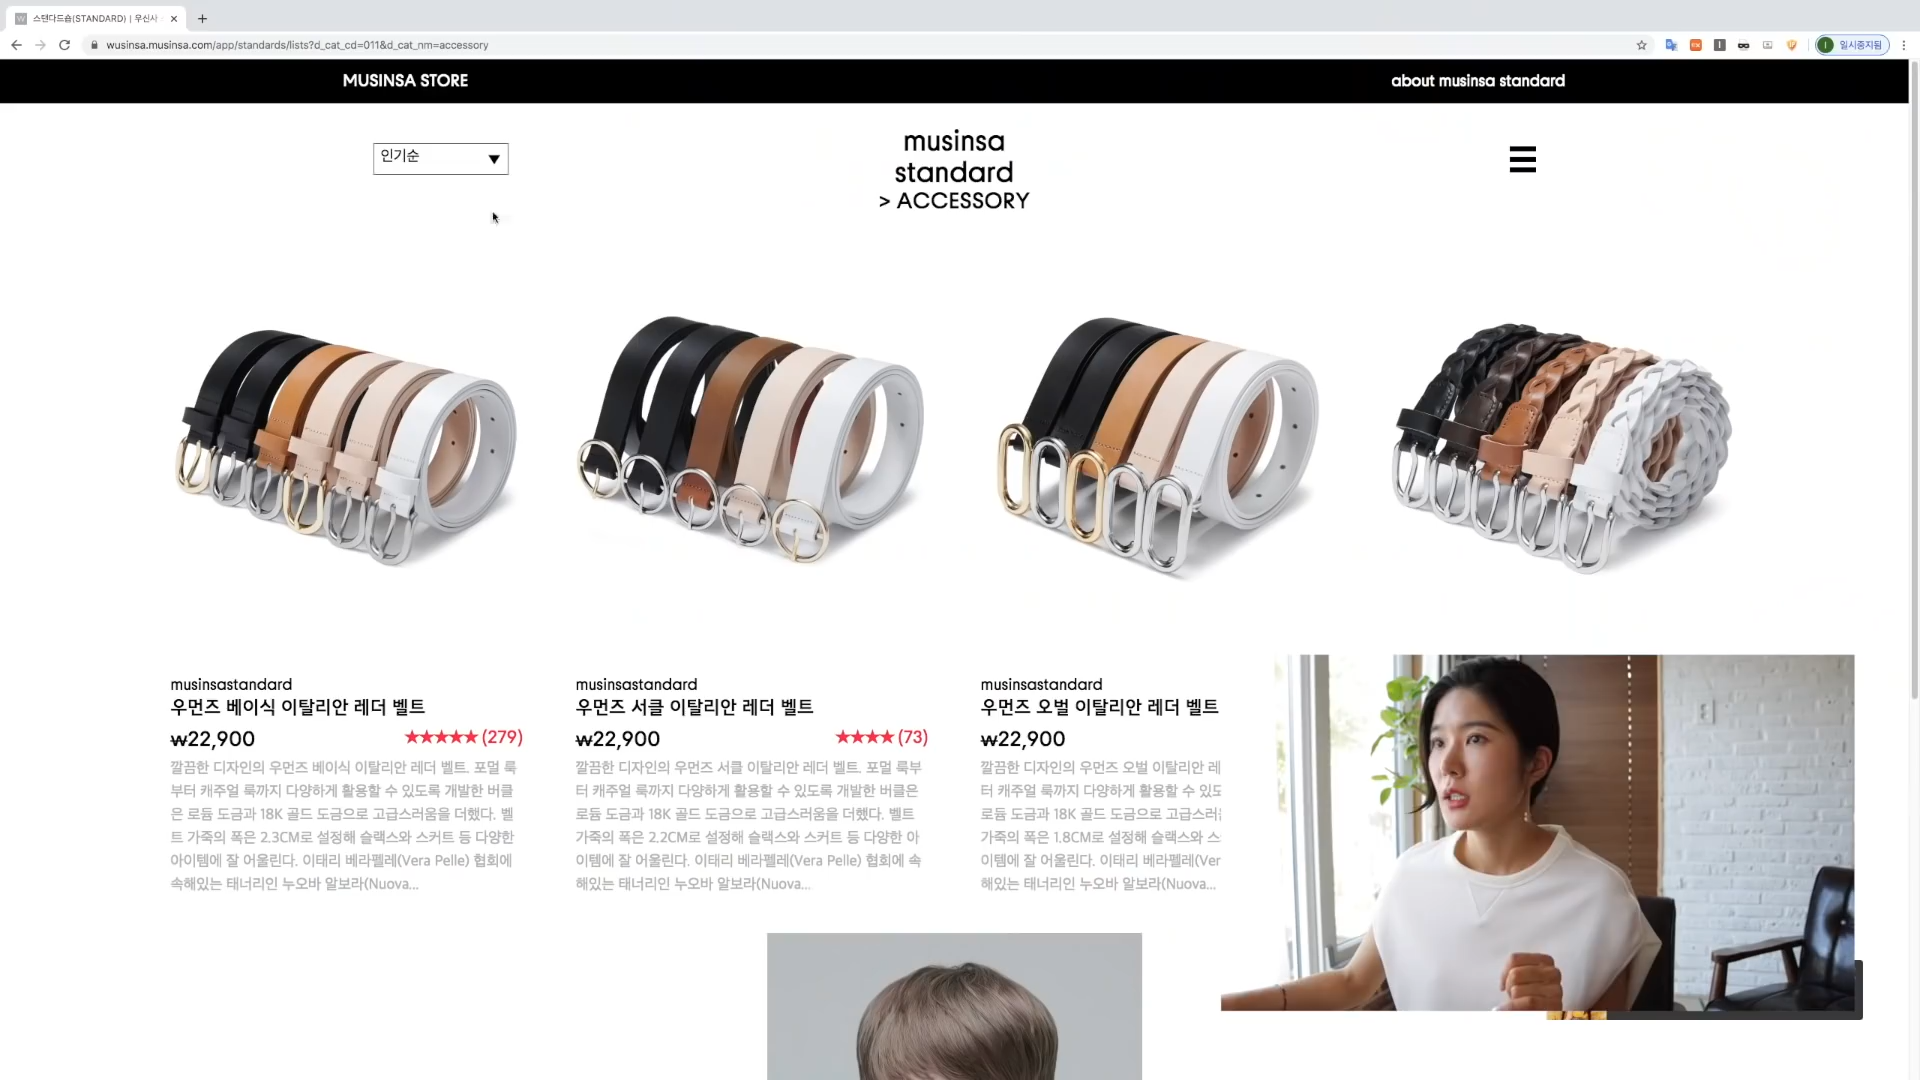 스탠다드숍(STANDARD) | 우신사
wusinsa.musinsa.com/app/standards/lists?d_cat_cd=011&d_cat_nm=accessory
일시중지됨
MUSINSA STORE
about musinsa standard
인기순
musinsa
standard
> ACCESSORY
musinsastandard
우먼즈 베이식 이탈리안 레더 벨트
₩22,900
★★★★★ (279)
깔끔한 디자인의 우먼즈 베이식 이탈리안 레더 벨트. 포멀 룩
부터 캐주얼 룩까지 다양하게 활용할 수 있도록 개발한 버클
은 로듐 도금과 18K 골드 도금으로 고급스러움을 더했다. 벨
트 가죽의 폭은 2.3CM로 설정해 슬랙스와 스커트 등 다양한
아이템에 잘 어울린다. 이태리 베라펠레(Vera Pelle) 협회에
속해있는 태너리인 누오바 알보라(Nuova...
musinsastandard
우먼즈 서클 이탈리안 레더 벨트
₩22,900
★★★★ (73)
깔끔한 디자인의 우먼즈 서클 이탈리안 레더 벨트. 포멀 룩부
터 캐주얼 룩까지 다양하게 활용할 수 있도록 개발한 버클은
로듐 도금과 18K 골드 도금으로 고급스러움을 더했다. 벨트
가죽의 폭은 2.2CM로 설정해 슬랙스와 스커트 등 다양한 아
이템에 잘 어울린다. 이태리 베라펠레(Vera Pelle) 협회에 속
해있는 태너리인 누오바 알보라(Nuova...
musinsastandard
우먼즈 오벌 이탈리안 레더 벨트
₩22,900
깔끔한 디자인의 우먼즈 오벌 이탈리안 레
터 캐주얼 룩까지 다양하게 활용할 수 있도
로듐 도금과 18K 골드 도금으로 고급스러
가죽의 폭은 1.8CM로 설정해 슬랙스와 스
이템에 잘 어울린다. 이태리 베라펠레(Ver
해있는 태너리인 누오바 알보라(Nuova...